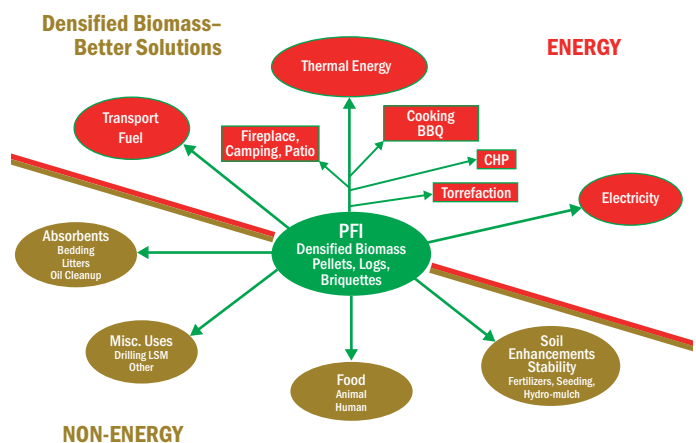 Densified Biomass–
Better Solutions
ENERGY
Thermal Energy
Transport
Fuel
Fireplace,
Camping, Patio
Cooking
BBQ
CHP
Torrefaction
Electricity
PFI
Densified Biomass
Pellets, Logs,
Briquettes
Absorbents
Bedding
Litters
Oil Cleanup
Misc. Uses
Drilling LSM
Other
Food
Animal
Human
Soil
Enhancements
Stability
Fertilizers, Seeding,
Hydro-mulch
NON-ENERGY